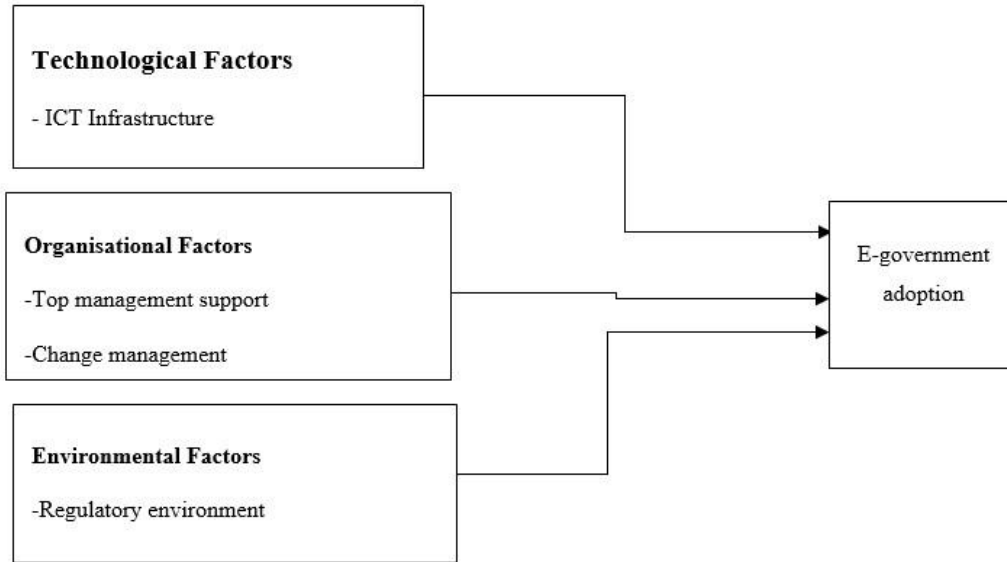 Technological Factors
- ICT Infrastructure
Organisational Factors
-Top management support
-Change management
Environmental Factors
-Regulatory environment
E-government
adoption